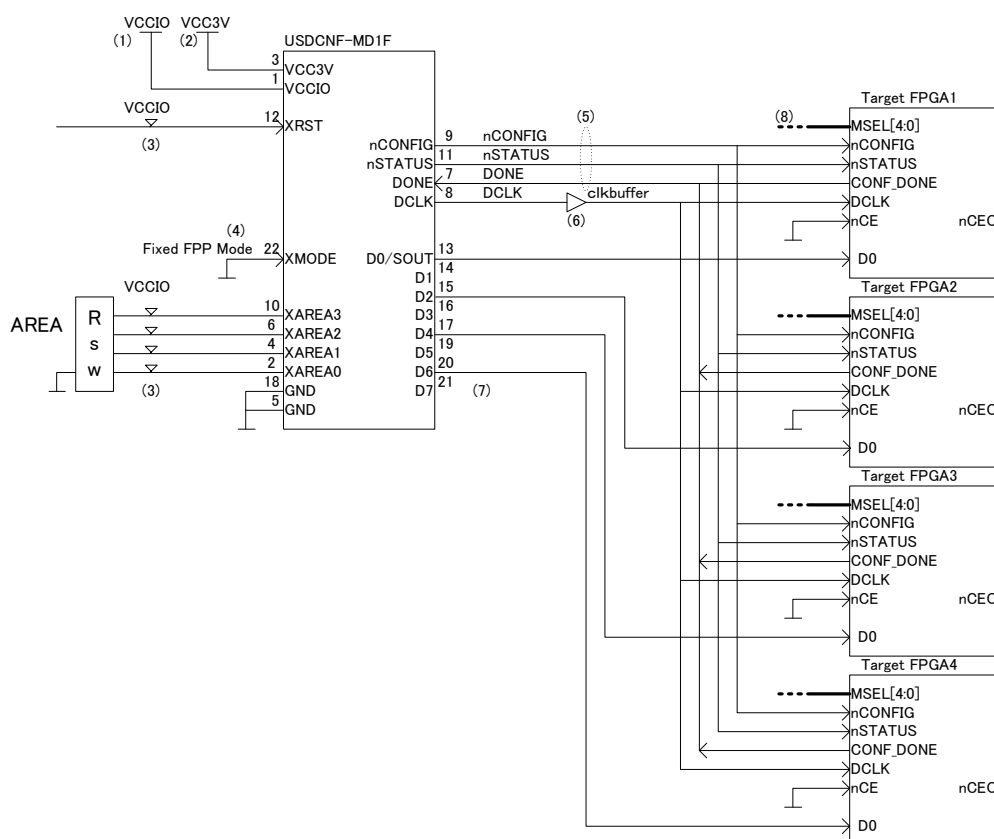 VCCIO VCC3V
(1) (2) USDCNF-MD1F
3 VCC3V
1 VCCIO
VCCIO
12 XRST
(3)
nCONFIG 9 nCONFIG
nSTATUS 11 nSTATUS
DONE 7 DONE
DCLK 8 DCLK clkbuffer
(5)
(6)
(4)
Fixed FPP Mode 22 XMODE
D0/SOUT 13
D1 14
D2 15
D3 16
D4 17
D5 19
D6 20
D7 21 (7)
VCCIO
AREA
R
s
w
10 XAREA3
6 XAREA2
4 XAREA1
2 XAREA0
(3)
18 GND
5 GND
Target FPGA1
(8) MSEL[4:0]
nCONFIG
nSTATUS
CONF_DONE
DCLK
nCE nCEO
D0
Target FPGA2
MSEL[4:0]
nCONFIG
nSTATUS
CONF_DONE
DCLK
nCE nCEO
D0
Target FPGA3
MSEL[4:0]
nCONFIG
nSTATUS
CONF_DONE
DCLK
nCE nCEO
D0
Target FPGA4
MSEL[4:0]
nCONFIG
nSTATUS
CONF_DONE
DCLK
nCE nCEO
D0